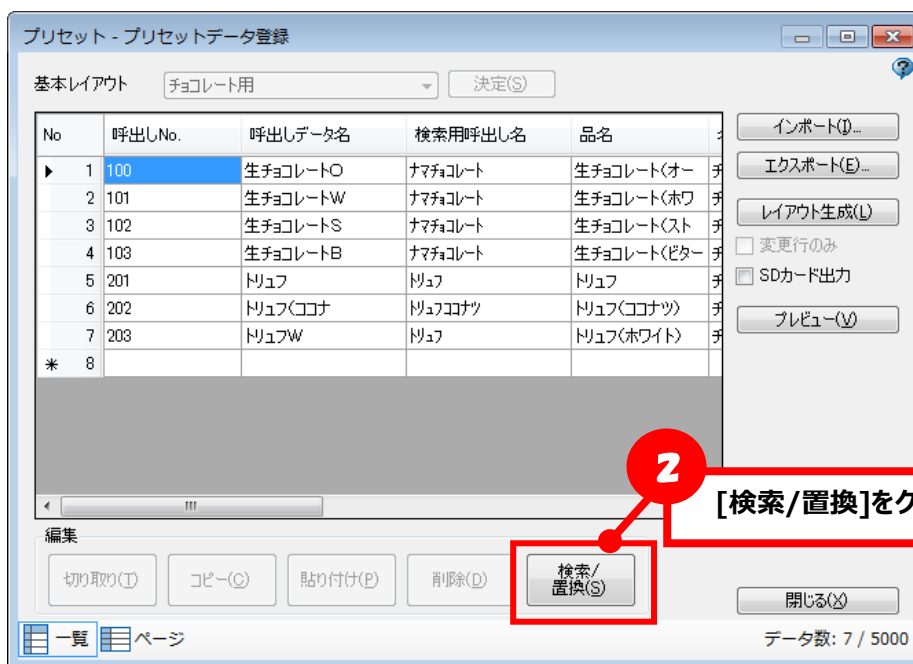 プリセット - プリセットデータ登録
基本レイアウト チョコレート用 決定(S)
No 呼出しNo. 呼出しデータ名 検索用呼出し名 品名
1 100 生チョコレートO ナマチョコレート 生チョコレート(オー チ
2 101 生チョコレートW ナマチョコレート 生チョコレート(ホワ チ
3 102 生チョコレートS ナマチョコレート 生チョコレート(スト チ
4 103 生チョコレートB ナマチョコレート 生チョコレート(ビター チ
5 201 トリュフ トリュフ トリュフ チ
6 202 トリュフ(ココナ トリュフココナツ トリュフ(ココナツ) チ
7 203 トリュフW トリュフ トリュフ(ホワイト) チ
* 8
インポート(I)...
エクスポート(E)...
レイアウト生成(L)
変更行のみ
SDカード出力
プレビュー(V)
2
[検索/置換]をク
編集
切り取り(T) コピー(C) 貼り付け(P) 削除(D) 検索/
置換(S)
閉じる(X)
一覧 ページ データ数: 7 / 5000